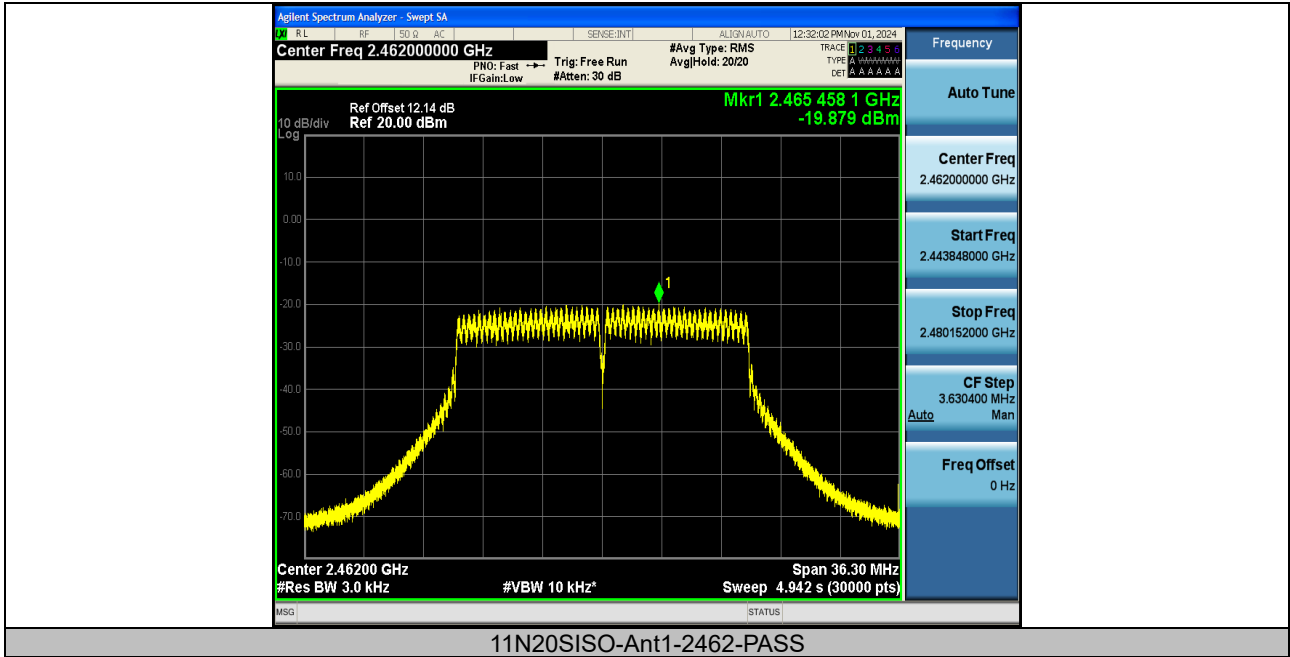 Agilent Spectrum Analyzer - Swept SA
RL RF 50 Ω AC SENSE:INT ALIGN AUTO 12:32:02 PM Nov 01, 2024
Center Freq 2.462000000 GHz
PNO: Fast
IFGain:Low
Trig: Free Run
#Atten: 30 dB
#Avg Type: RMS
Avg|Hold: 20/20
TRACE 1 2 3 4 5 6
TYPE A WWWWW
DET A A A A A A
Ref Offset 12.14 dB
10 dB/div Ref 20.00 dBm
Log
Mkr1 2.465 458 1 GHz
-19.879 dBm
10.0
0.00
-10.0
-20.0
-30.0
-40.0
-50.0
-60.0
-70.0
1
Center 2.46200 GHz
Span 36.30 MHz
#Res BW 3.0 kHz
#VBW 10 kHz*
Sweep 4.942 s (30000 pts)
MSG STATUS
Frequency
Auto Tune
Center Freq
2.462000000 GHz
Start Freq
2.443848000 GHz
Stop Freq
2.480152000 GHz
CF Step
3.630400 MHz
Auto Man
Freq Offset
0 Hz
11N20SISO-Ant1-2462-PASS